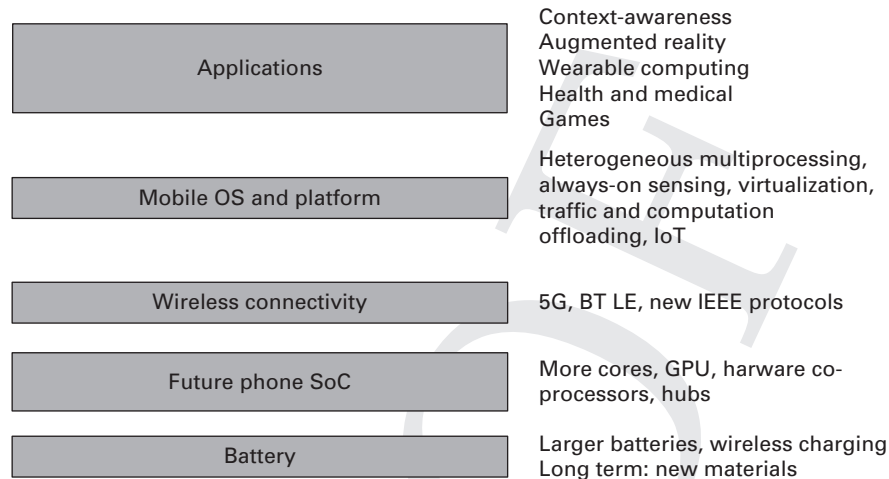 Applications
Context-awareness
Augmented reality
Wearable computing
Health and medical
Games
Mobile OS and platform
Heterogeneous multiprocessing,
always-on sensing, virtualization,
traffic and computation
offloading, IoT
Wireless connectivity
5G, BT LE, new IEEE protocols
Future phone SoC
More cores, GPU, harware co-
processors, hubs
Battery
Larger batteries, wireless charging
Long term: new materials